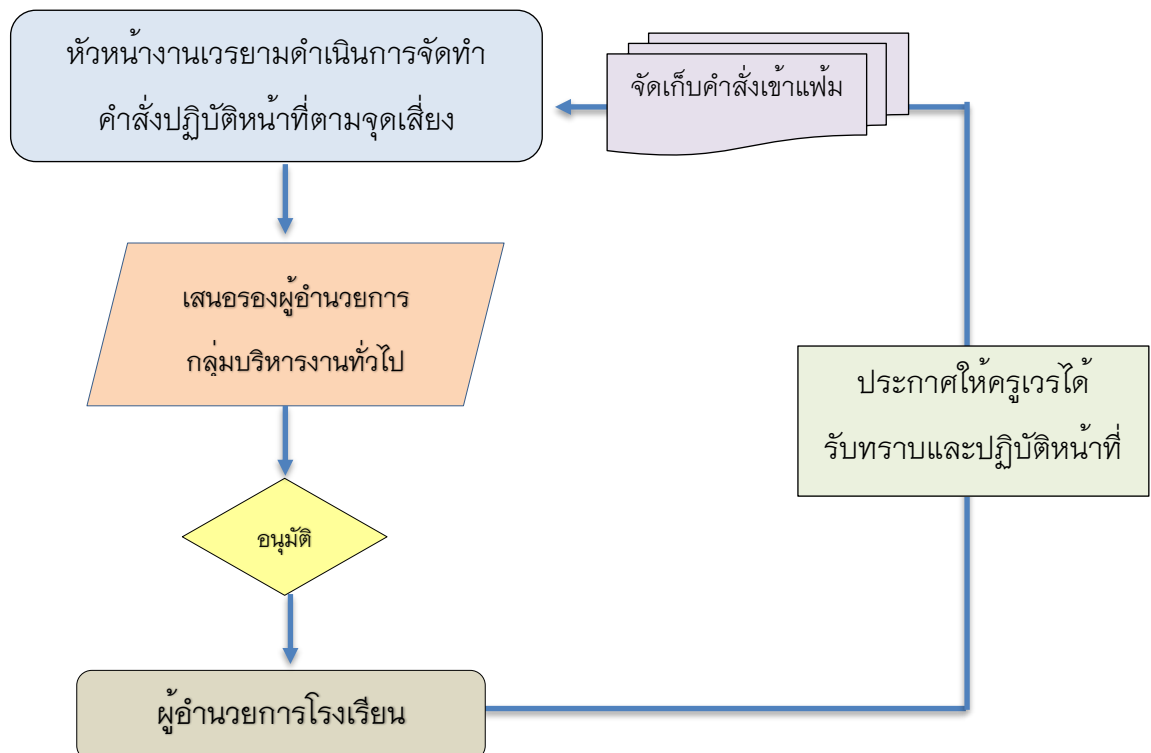 หัวหน้างานเวรยามดำเนินการจัดทำ
คำสั่งปฏิบัติหน้าที่ตามจุดเสี่ยง
จัดเก็บคำสั่งเข้าแฟ้ม
เสนอรองผู้อำนวยการ
กลุ่มบริหารงานทั่วไป
ประกาศให้ครูเวรได้
รับทราบและปฏิบัติหน้าที่
อนุมัติ
ผู้อำนวยการโรงเรียน